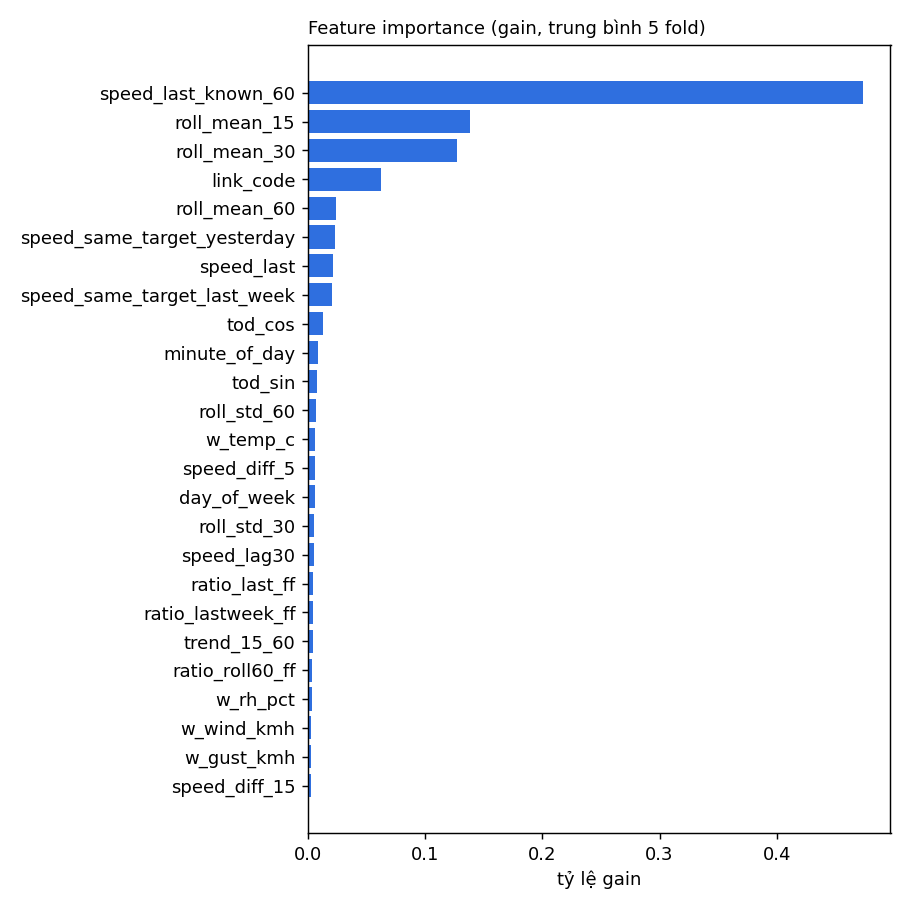 Feature importance (gain, trung bình 5 fold)
speed_last_known_60
roll_mean_15
roll_mean_30
link_code
roll_mean_60
speed_same_target_yesterday
speed_last
speed_same_target_last_week
tod_cos
minute_of_day
tod_sin
roll_std_60
w_temp_c
speed_diff_5
day_of_week
roll_std_30
speed_lag30
ratio_last_ff
ratio_lastweek_ff
trend_15_60
ratio_roll60_ff
w_rh_pct
w_wind_kmh
w_gust_kmh
speed_diff_15
0.0 0.1 0.2 0.3 0.4
tỷ lệ gain